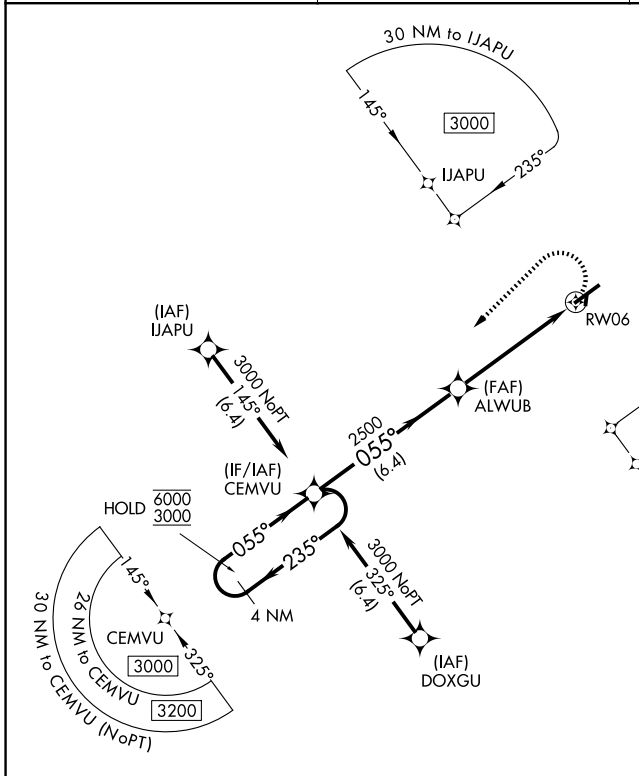 30 NM to IJAPU
145°
3000
235°
IJAPU
RW06
(IAF)
IJAPU
3000 NoPT
145°
(6.4)
(FAF)
ALWUB
2500
055°
(6.4)
(IF/IAF)
CEMVU
HOLD
6000
3000
055°
235°
4 NM
3000 NoPT
325°
(6.4)
(IAF)
DOXGU
145°
CEMVU
325°
3000
3200
26 NM to CEMVU
30 NM to CEMVU (NoPT)